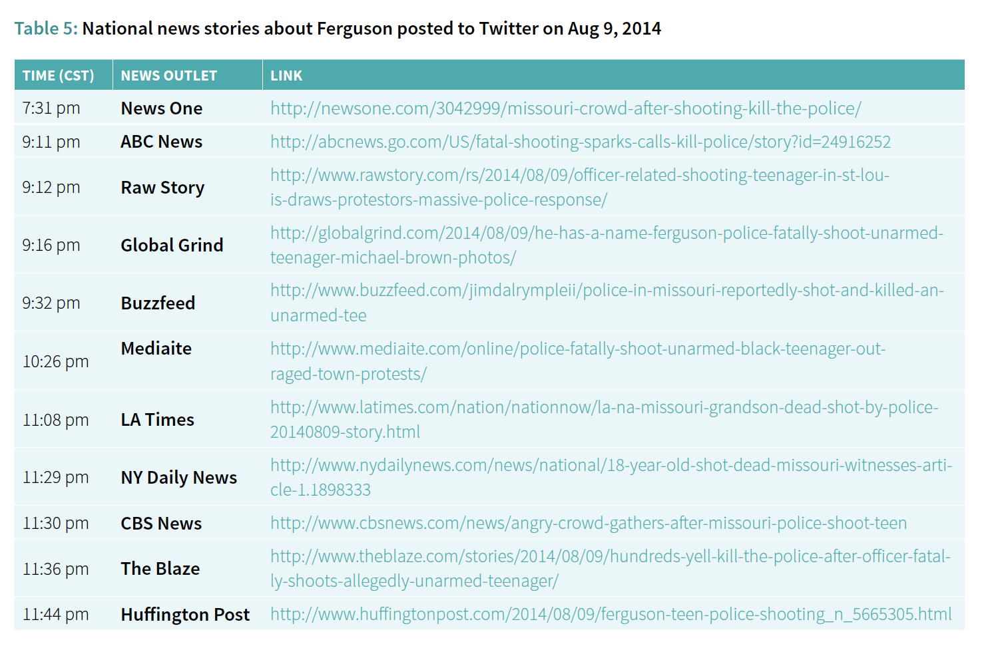 Table 5: National news stories about Ferguson posted to Twitter on Aug 9, 2014
TIME (CST) NEWS OUTLET LINK
7:31 pm News One http://newsone.com/3042999/missouri-crowd-after-shooting-kill-the-police/
9:11 pm ABC News http://abcnews.go.com/US/fatal-shooting-sparks-calls-kill-police/story?id=24916252
9:12 pm Raw Story http://www.rawstory.com/rs/2014/08/09/officer-related-shooting-teenager-in-st-lou-
is-draws-protestors-massive-police-response/
9:16 pm Global Grind http://globalgrind.com/2014/08/09/he-has-a-name-ferguson-police-fatally-shoot-unarmed-
teenager-michael-brown-photos/
9:32 pm Buzzfeed http://www.buzzfeed.com/jimdalrympleii/police-in-missouri-reportedly-shot-and-killed-an-
unarmed-tee
10:26 pm Mediaite http://www.mediaite.com/online/police-fatally-shoot-unarmed-black-teenager-out-
raged-town-protests/
11:08 pm LA Times http://www.latimes.com/nation/nationnow/la-na-missouri-grandson-dead-shot-by-police-
20140809-story.html
11:29 pm NY Daily News http://www.nydailynews.com/news/national/18-year-old-shot-dead-missouri-witnesses-arti-
cle-1.1898333
11:30 pm CBS News http://www.cbsnews.com/news/angry-crowd-gathers-after-missouri-police-shoot-teen
11:36 pm The Blaze http://www.theblaze.com/stories/2014/08/09/hundreds-yell-kill-the-police-after-officer-fatal-
ly-shoots-allegedly-unarmed-teenager/
11:44 pm Huffington Post http://www.huffingtonpost.com/2014/08/09/ferguson-teen-police-shooting_n_5665305.html